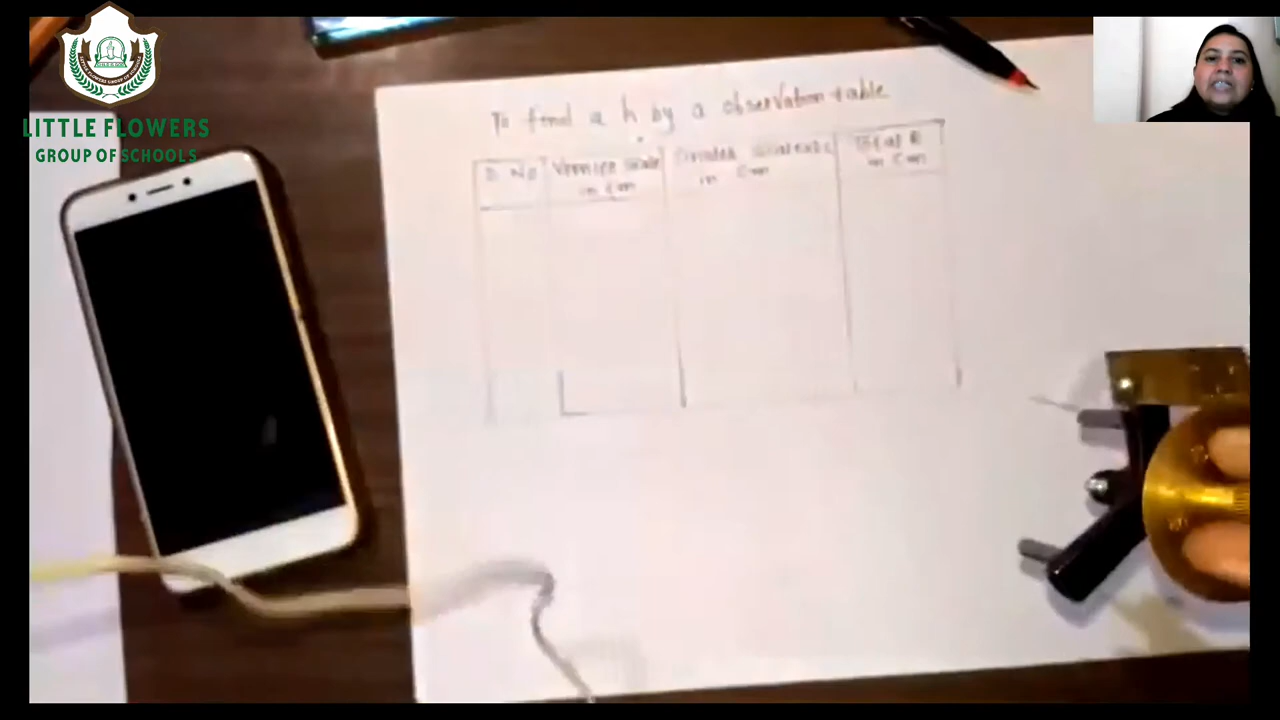 LITTLE FLOWERS
GROUP OF SCHOOLS
To find a h by a observation table
S. No Vernier Scale Circular Total R
in cm in cm in cm